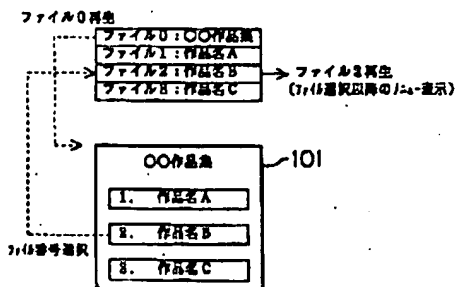 ファイル0再生
ファイル0:〇〇作品集
ファイル1:作品名A
ファイル2:作品名B
ファイル3:作品名C
ファイル2再生
(ファイル選択以降のメニュー表示)
〇〇作品集
101
1. 作品名A
2. 作品名B
3. 作品名C
ファイル番号選択